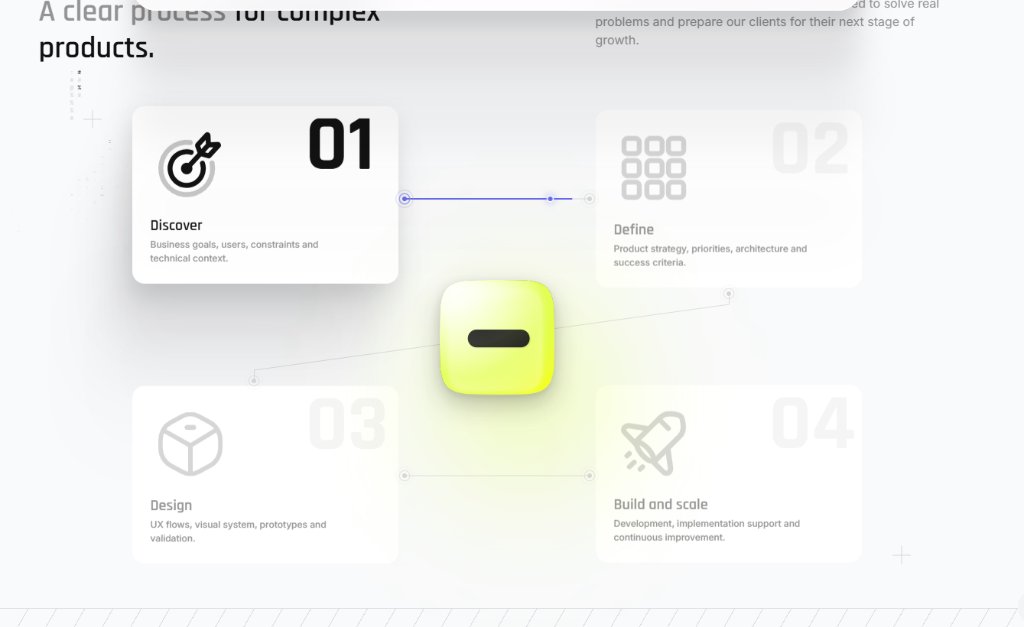 A clear process for complex
products.
ed to solve real
problems and prepare our clients for their next stage of
growth.
01
Discover
Business goals, users, constraints and
technical context.
02
Define
Product strategy, priorities, architecture and
success criteria.
03
Design
UX flows, visual system, prototypes and
validation.
04
Build and scale
Development, implementation support and
continuous improvement.